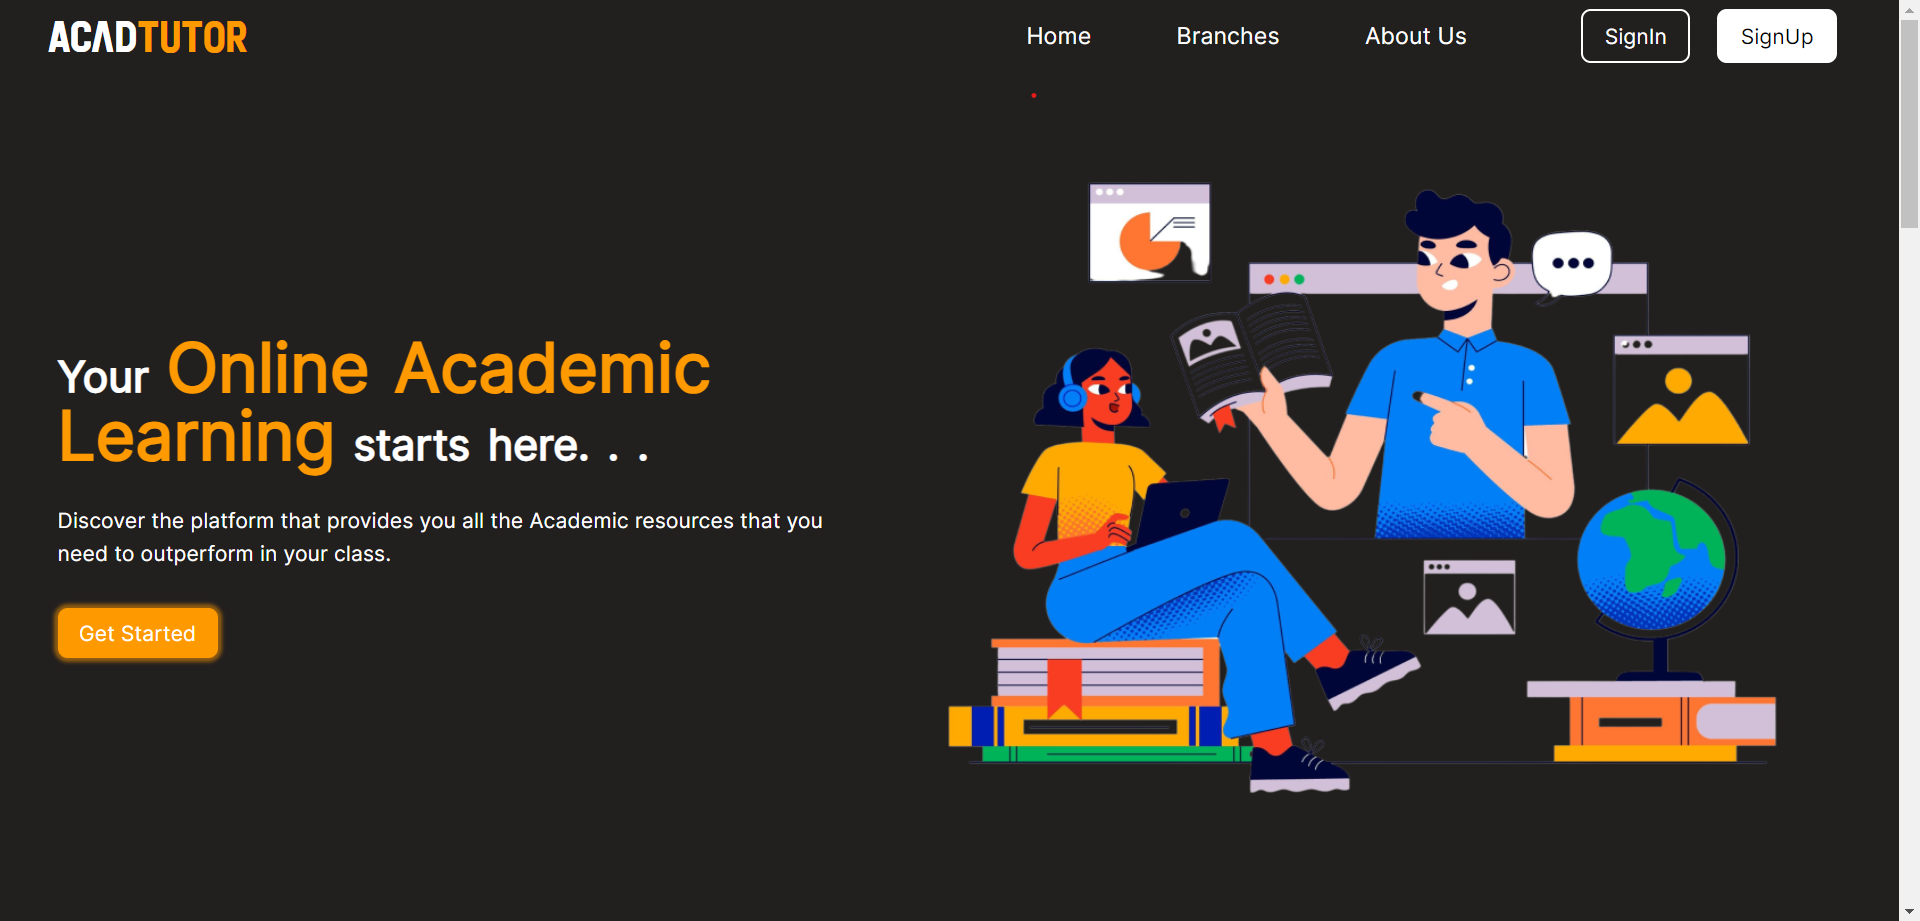 ACADTUTOR
Home
Branches
About Us
SignIn
SignUp
Your Online Academic
Learning starts here. . .
Discover the platform that provides you all the Academic resources that you
need to outperform in your class.
Get Started